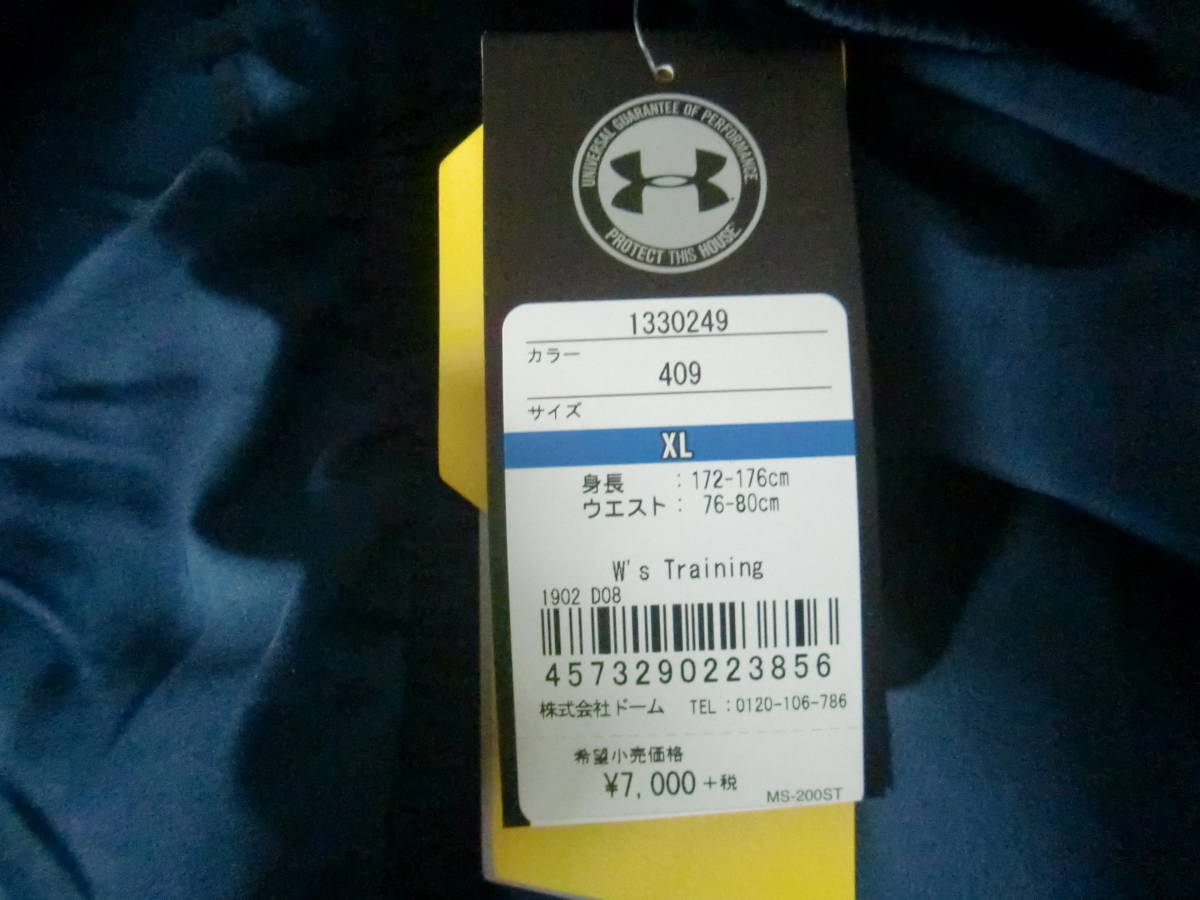 UNIVERSAL GUARANTEE OF PERFORMANCE
PROTECT THIS HOUSE
1330249
カラー
409
サイズ
XL
身長 : 172-176cm
ウエスト : 76-80cm
W's Training
1902 D08
4573290223856
株式会社ドーム TEL : 0120-106-786
希望小売価格
¥7,000 +税
MS-200ST